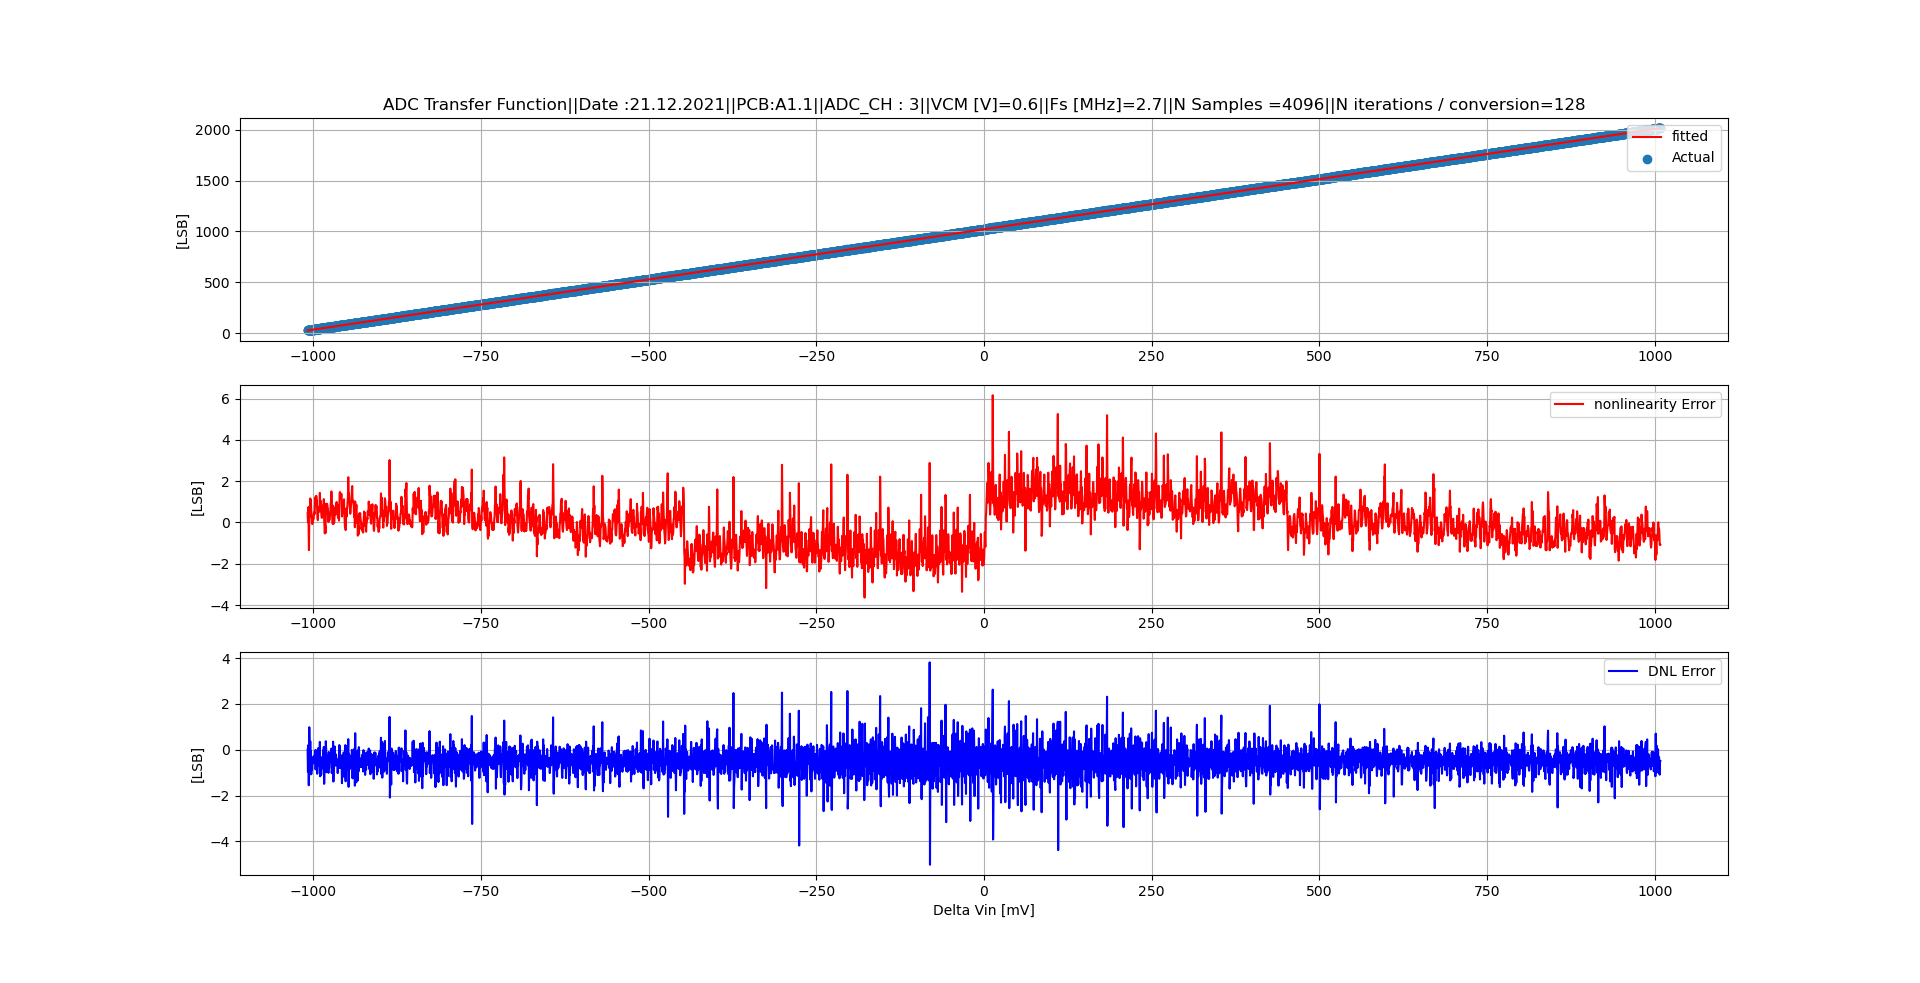 ADC Transfer Function||Date :21.12.2021||PCB:A1.1||ADC_CH : 3||VCM [V]=0.6||Fs [MHz]=2.7||N Samples =4096||N iterations / conversion=128
2000
1500
1000
500
0
[LSB]
fitted
Actual
−1000 −750 −500 −250 0 250 500 750 1000
6
4
2
0
−2
−4
[LSB]
nonlinearity Error
−1000 −750 −500 −250 0 250 500 750 1000
4
2
0
−2
−4
[LSB]
DNL Error
−1000 −750 −500 −250 0 250 500 750 1000
Delta Vin [mV]